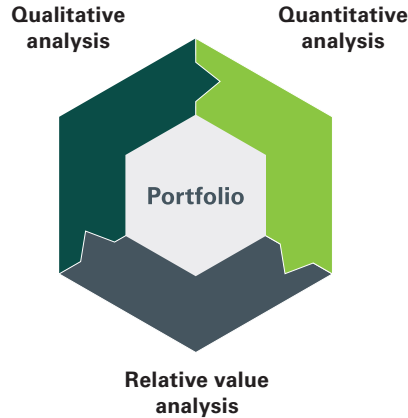 Qualitative
analysis
Quantitative
analysis
Portfolio
Relative value
analysis